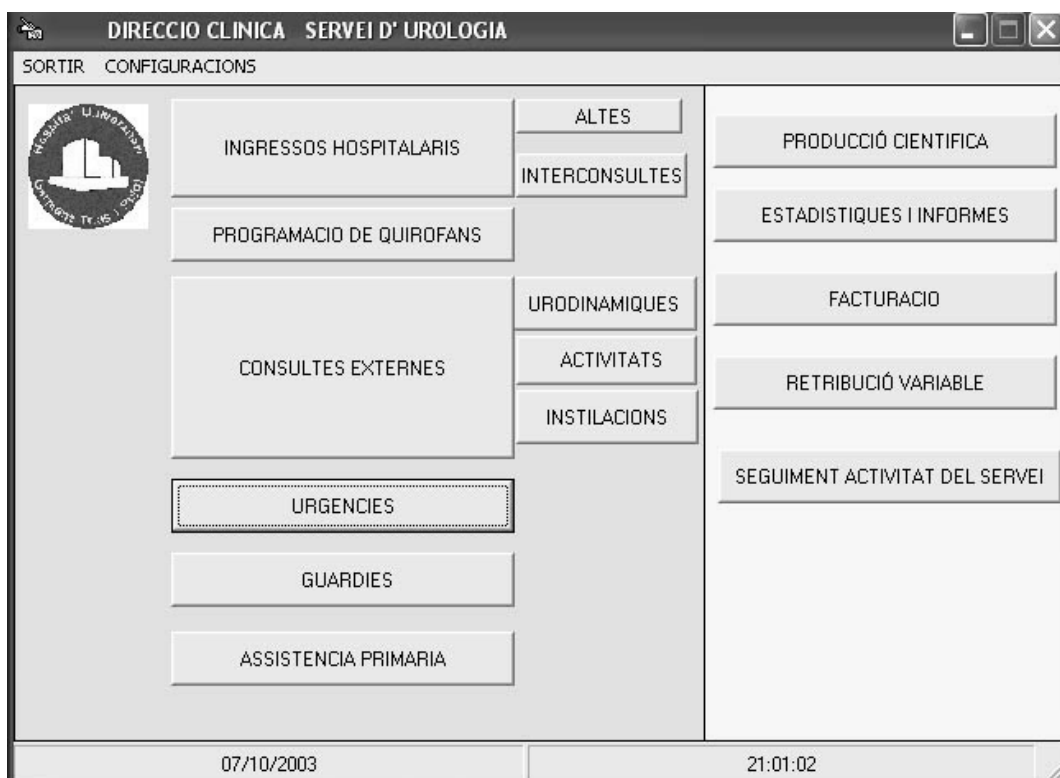 DIRECCIO CLINICA SERVEI D' UROLOGIA
SORTIR CONFIGURACIONS
INGRESSOS HOSPITALARIS
ALTES
INTERCONSULTES
PROGRAMACIO DE QUIROFANS
CONSULTES EXTERNES
URODINAMIQUES
ACTIVITATS
INSTILACIONS
URGENCIES
GUARDIES
ASSISTENCIA PRIMARIA
PRODUCCIÓ CIENTIFICA
ESTADISTIQUES I INFORMES
FACTURACIO
RETRIBUCIÓ VARIABLE
SEGUIMENT ACTIVITAT DEL SERVEI
07/10/2003
21:01:02